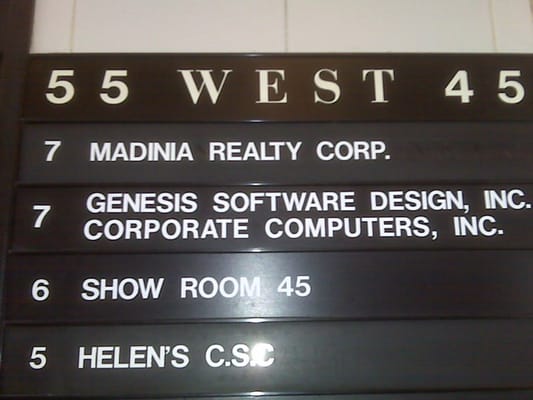 55 WEST 45
7 MADINIA REALTY CORP.
7 GENESIS SOFTWARE DESIGN, INC.
CORPORATE COMPUTERS, INC.
6 SHOW ROOM 45
5 HELEN'S C.S.C